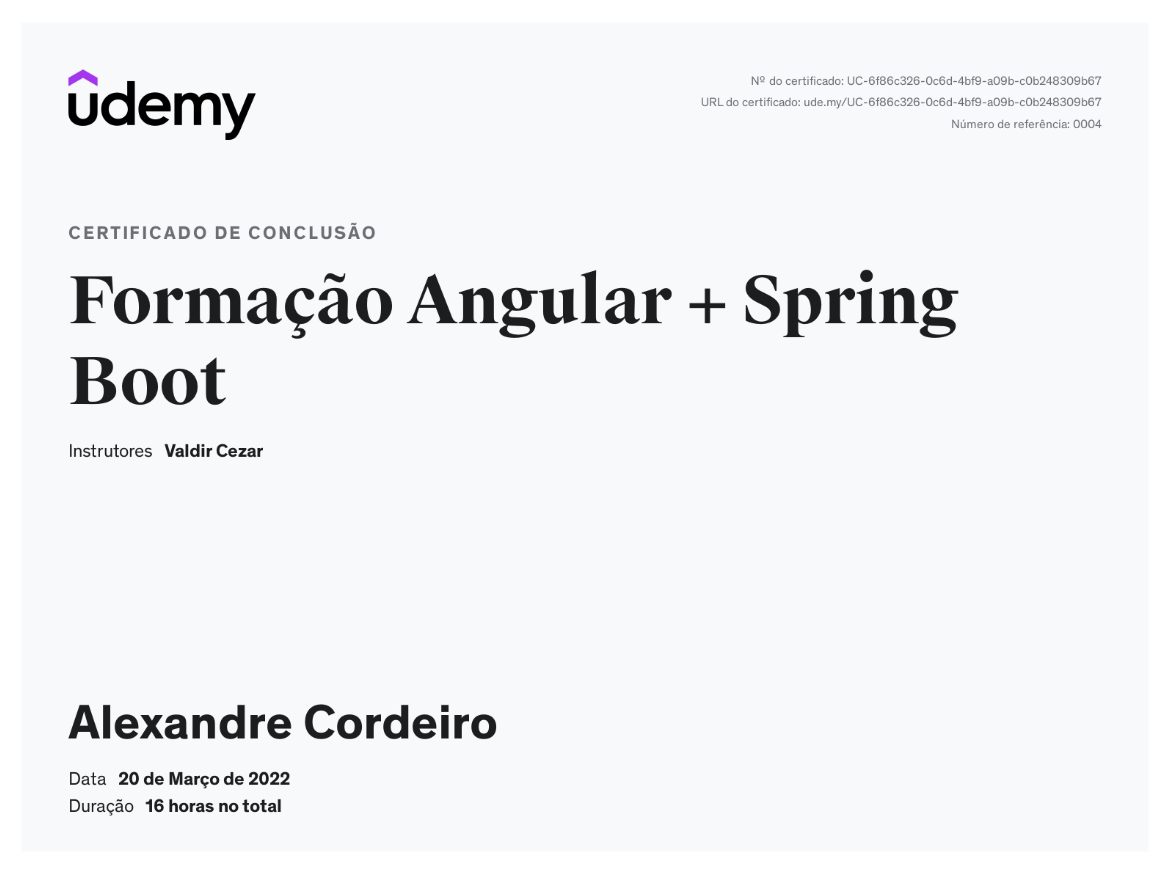 udemy
Nº do certificado: UC-6f86c326-0c6d-4bf9-a09b-c0b248309b67
URL do certificado: ude.my/UC-6f86c326-0c6d-4bf9-a09b-c0b248309b67
Número de referência: 0004
CERTIFICADO DE CONCLUSÃO
Formação Angular + Spring
Boot
Instrutores Valdir Cezar
Alexandre Cordeiro
Data 20 de Março de 2022
Duração 16 horas no total